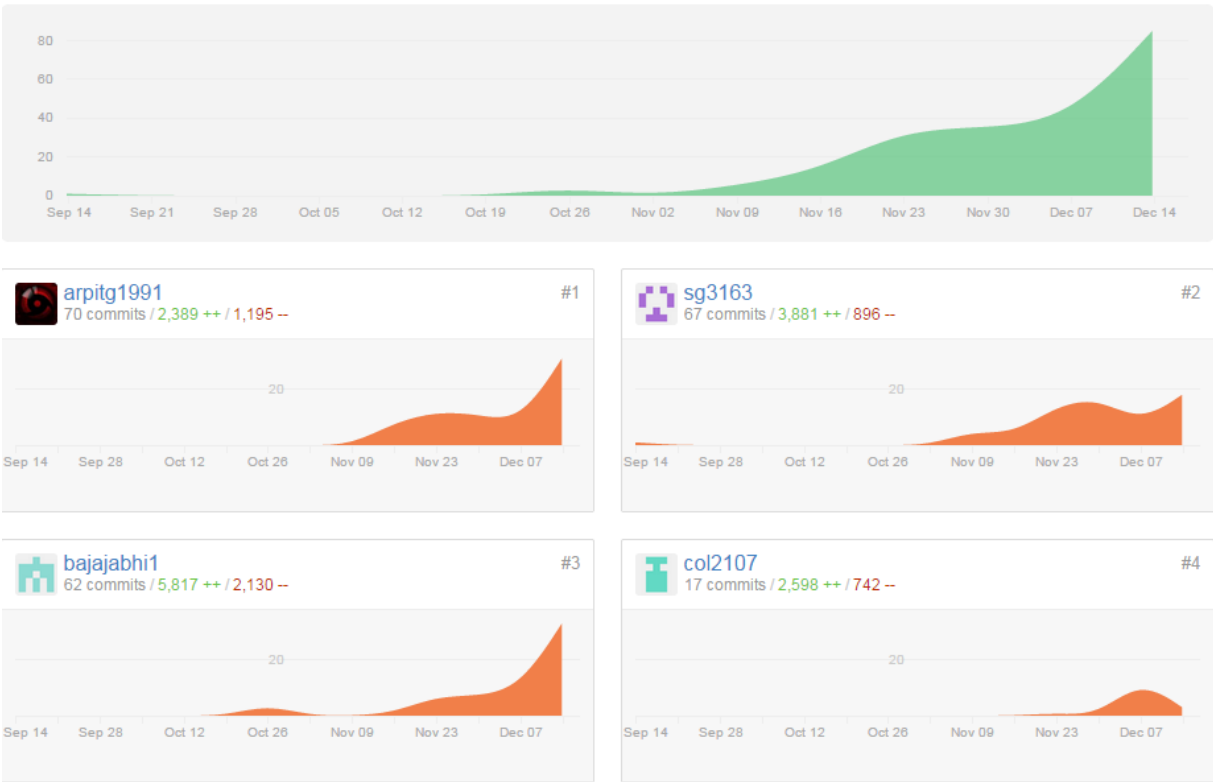 80
60
40
20
0
Sep 14 Sep 21 Sep 28 Oct 05 Oct 12 Oct 19 Oct 26 Nov 02 Nov 09 Nov 16 Nov 23 Nov 30 Dec 07 Dec 14
arpitg1991 #1
70 commits / 2,389 ++ / 1,195 --
20
Sep 14 Sep 28 Oct 12 Oct 26 Nov 09 Nov 23 Dec 07
sg3163 #2
67 commits / 3,881 ++ / 896 --
20
Sep 14 Sep 28 Oct 12 Oct 26 Nov 09 Nov 23 Dec 07
bajajabhi1 #3
62 commits / 5,817 ++ / 2,130 --
20
Sep 14 Sep 28 Oct 12 Oct 26 Nov 09 Nov 23 Dec 07
col2107 #4
17 commits / 2,598 ++ / 742 --
20
Sep 14 Sep 28 Oct 12 Oct 26 Nov 09 Nov 23 Dec 07